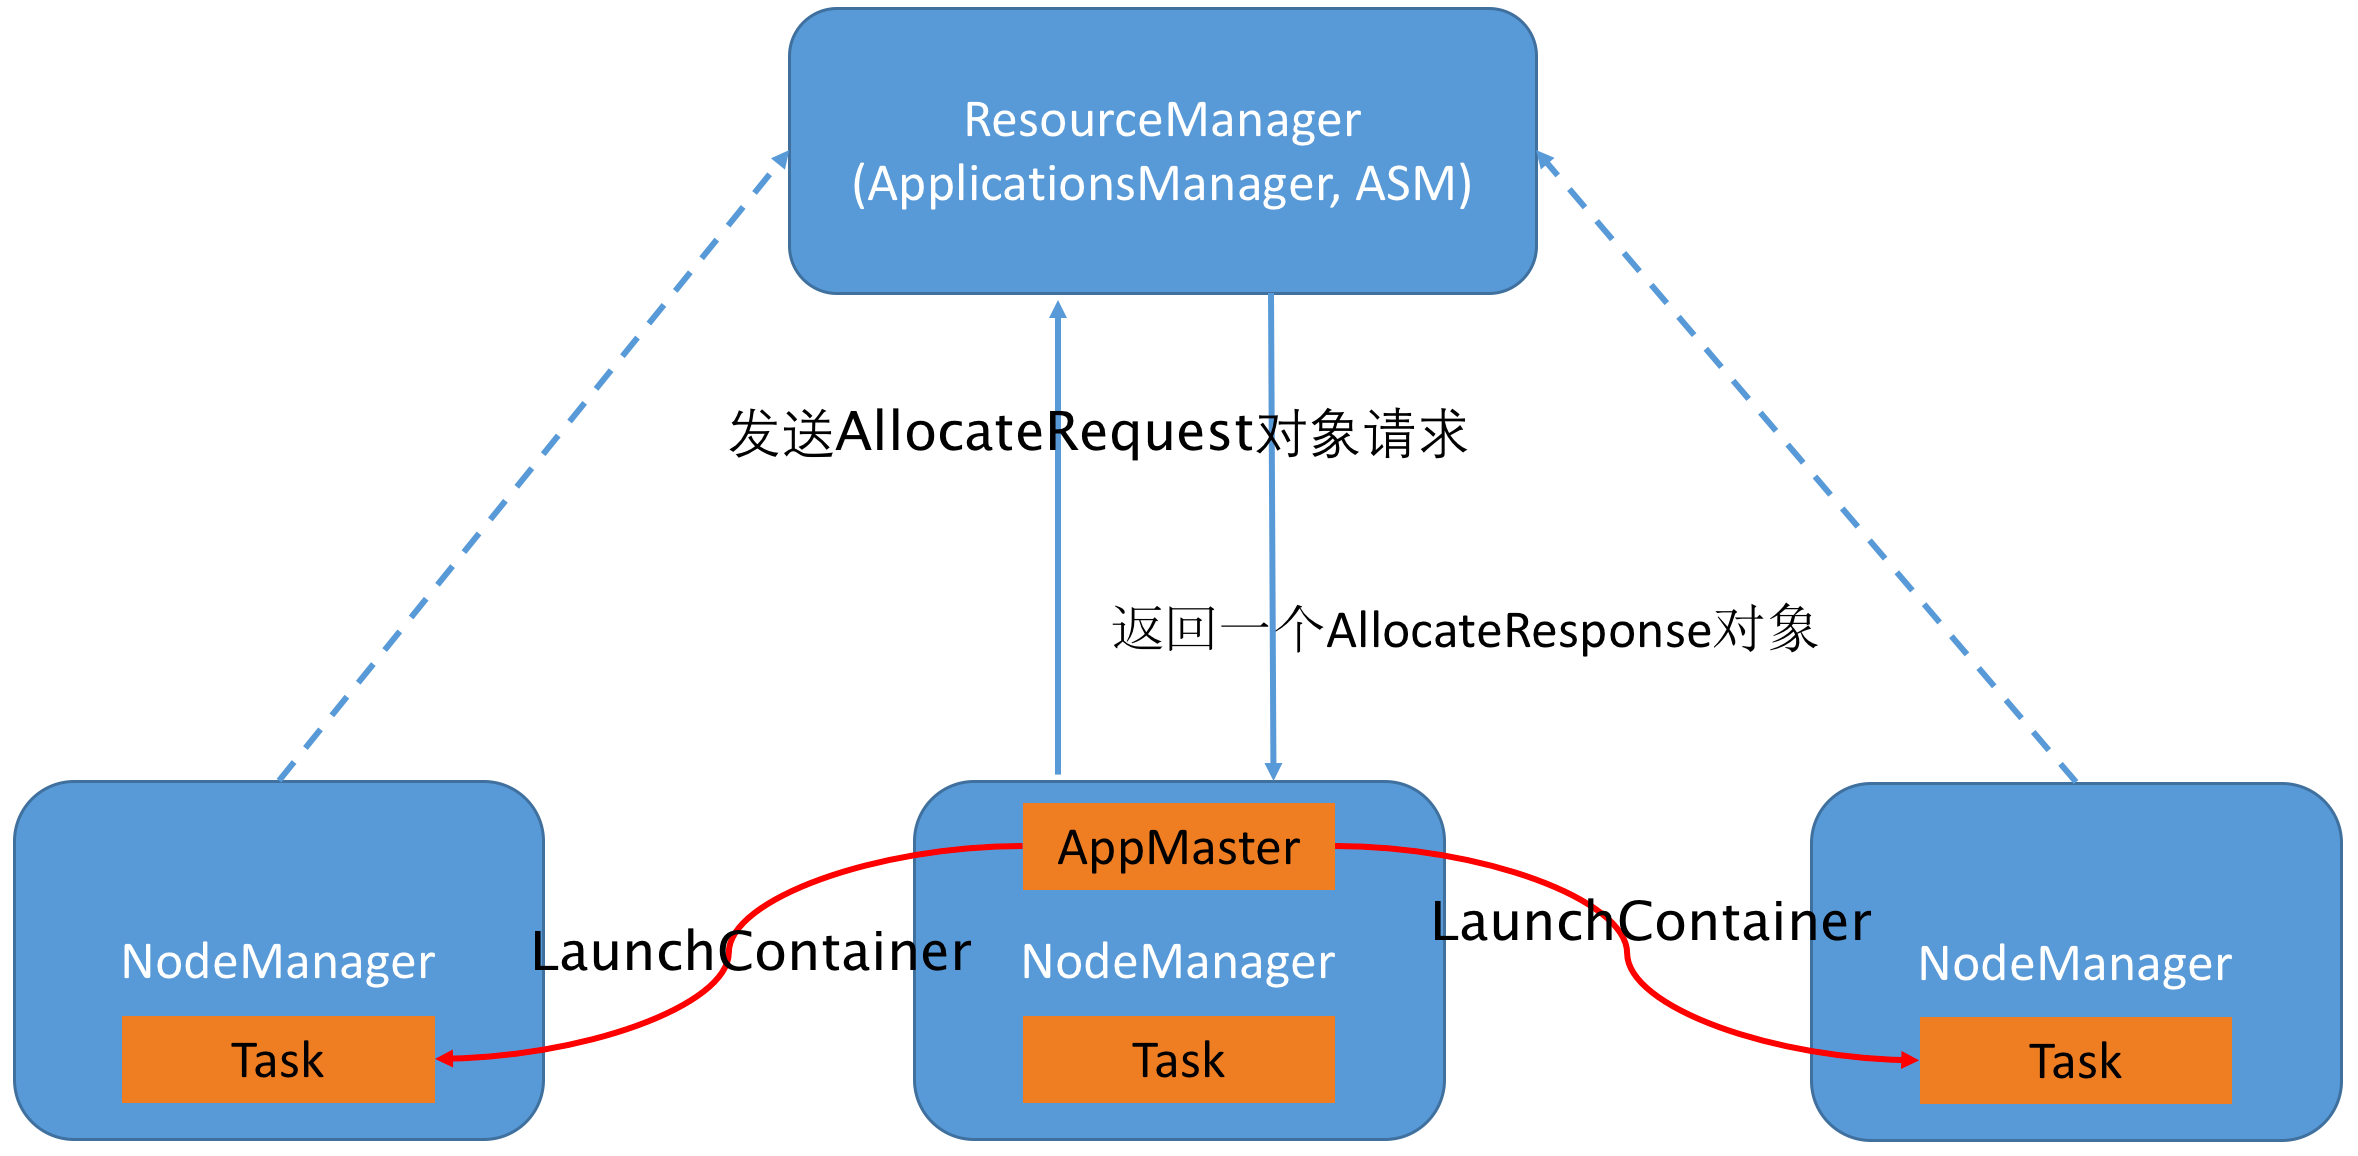 ResourceManager
(ApplicationsManager, ASM)
发送AllocateRequest对象请求
返回一个AllocateResponse对象
AppMaster
LaunchContainer
LaunchContainer
NodeManager
NodeManager
NodeManager
Task
Task
Task